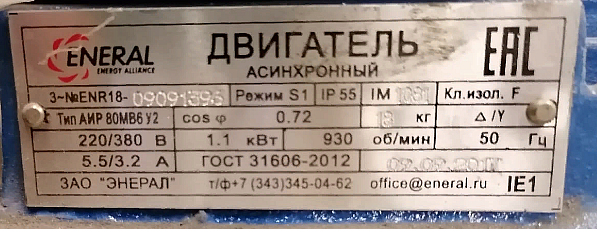 ENERAL
ENERGY ALLIANCE
ДВИГАТЕЛЬ
АСИНХРОННЫЙ
EAC
3~№ENR18- Режим S1 IP 55 IM 1081 Кл.изол. F
Тип АИР 80МВ6 У2 cos φ 0.72 18 кг Δ/Y
220/380 В 1.1 кВт 930 об/мин 50 Гц
5.5/3.2 А ГОСТ 31606-2012
ЗАО "ЭНЕРАЛ" т/ф+7 (343)345-04-62 office@eneral.ru IE1